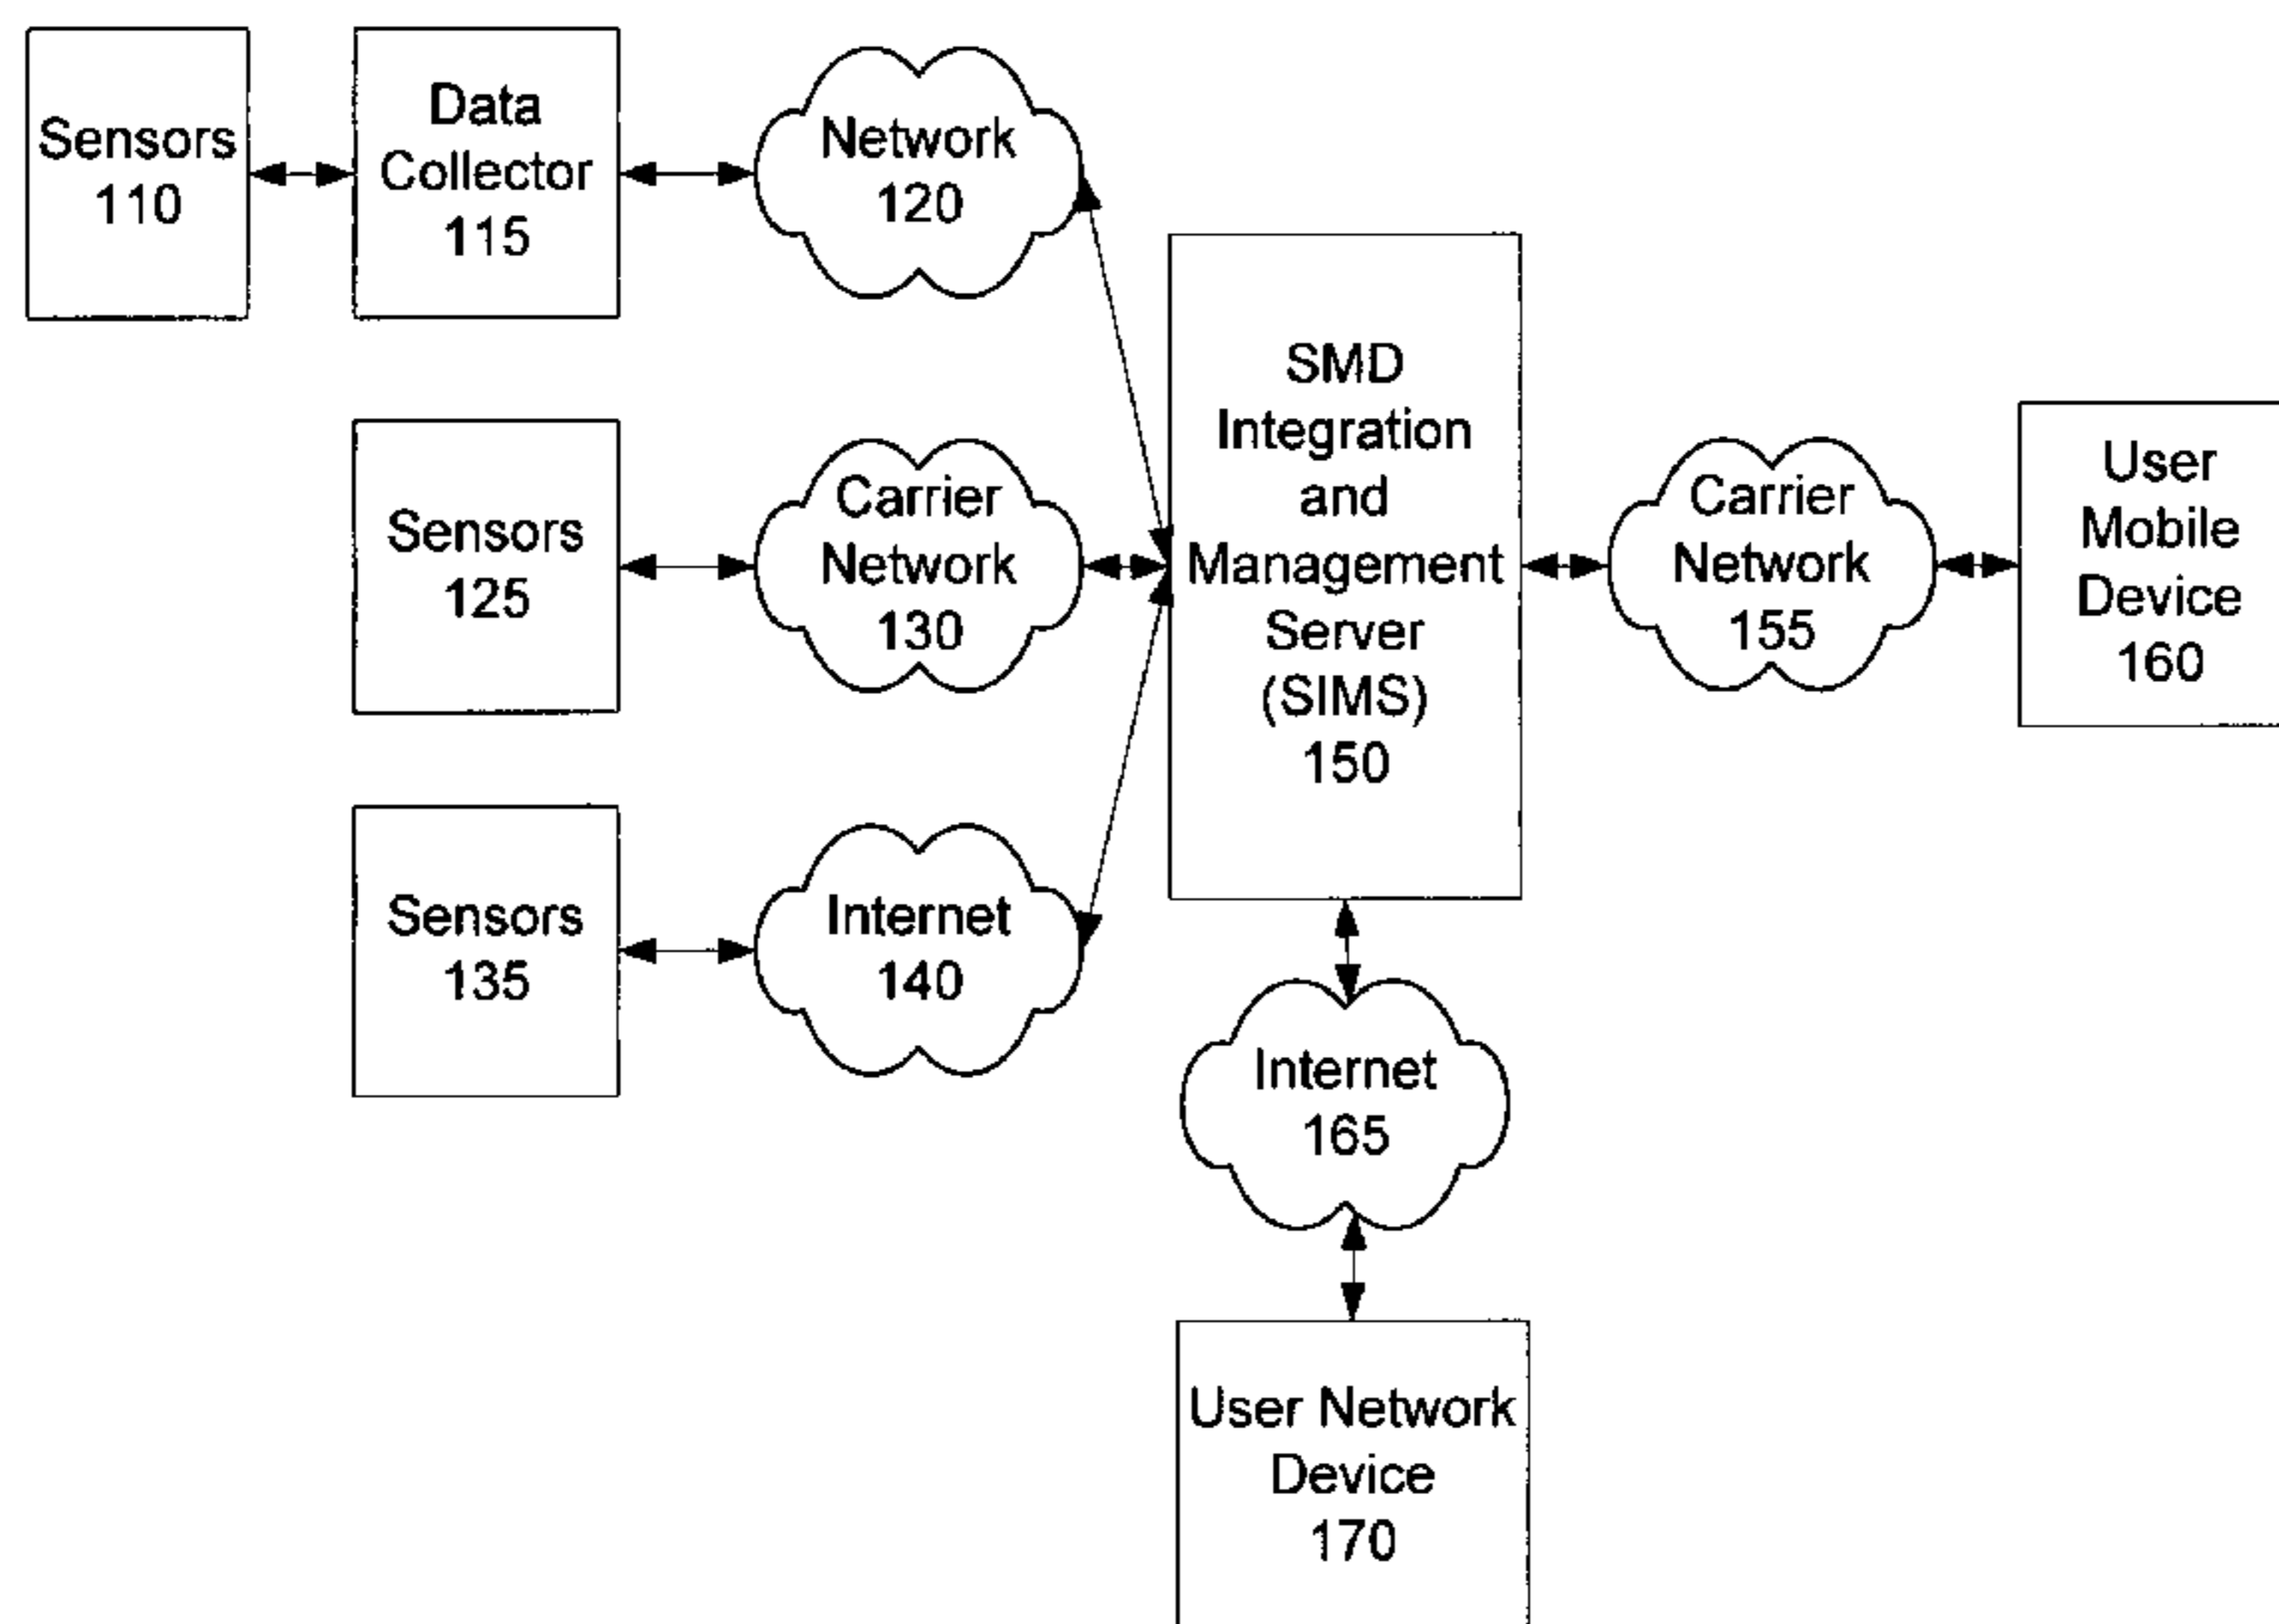 Sensors
110
Data
Collector
115
Network
120
Sensors
125
Carrier
Network
130
Sensors
135
Internet
140
SMD
Integration
and
Management
Server
(SIMS)
150
Carrier
Network
155
User
Mobile
Device
160
Internet
165
User Network
Device
170